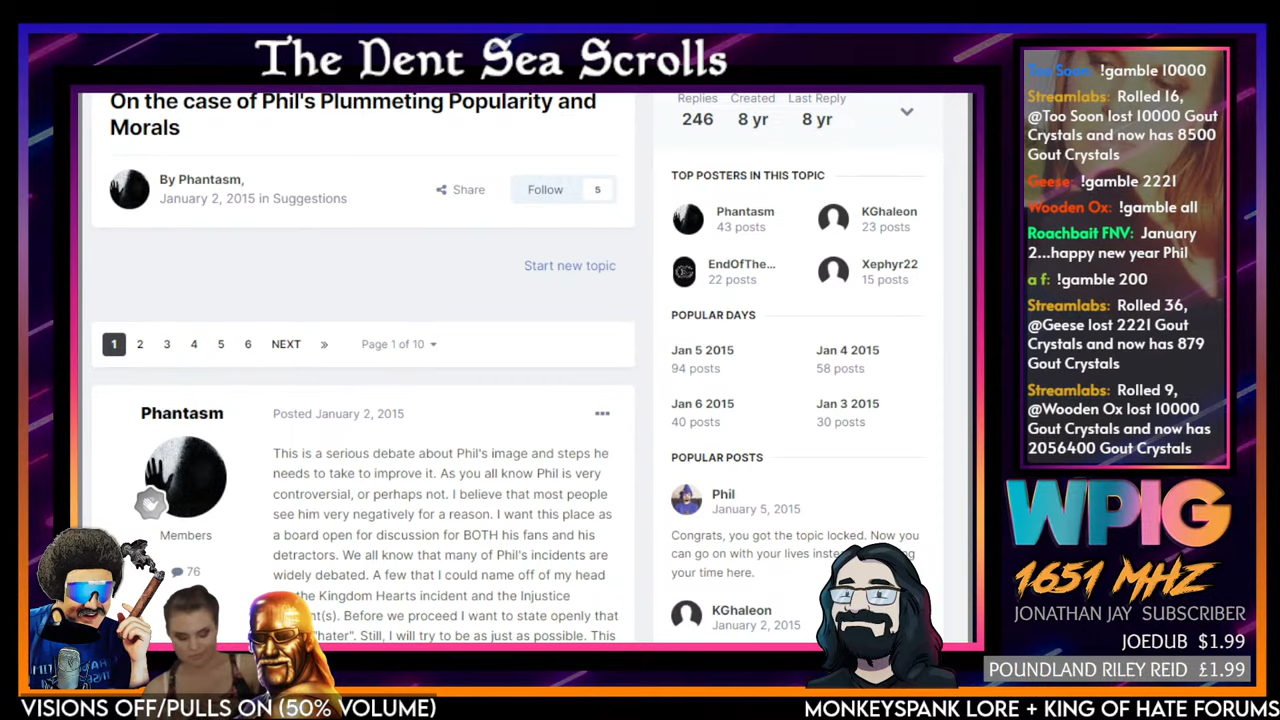 The Dent Sea Scrolls
On the case of Phil's Plummeting Popularity and
Morals
By Phantasm,
January 2, 2015 in Suggestions
Share
Follow
5
Start new topic
1 2 3 4 5 6 NEXT » Page 1 of 10
Phantasm
Members
76
Posted January 2, 2015
This is a serious debate about Phil's image and steps he
needs to take to improve it. As you all know Phil is very
controversial, or perhaps not. I believe that most people
see him very negatively for a reason. I want this place as
a board open for discussion for BOTH his fans and his
detractors. We all know that many of Phil's incidents are
widely debated. A few that I could name off of my head
the Kingdom Hearts incident and the Injustice
nt(s). Before we proceed I want to state openly that
"hater". Still, I will try to be as just as possible. This
Replies Created Last Reply
246 8 yr 8 yr
TOP POSTERS IN THIS TOPIC
Phantasm
43 posts
KGhaleon
23 posts
EndOfThe...
22 posts
Xephyr22
15 posts
POPULAR DAYS
Jan 5 2015
94 posts
Jan 4 2015
58 posts
Jan 6 2015
40 posts
Jan 3 2015
30 posts
POPULAR POSTS
Phil
January 5, 2015
Congrats, you got the topic locked. Now you
can go on with your lives inste
your time here.
KGhaleon
January 2, 2015
Too Soon: !gamble 10000
Streamlabs: Rolled 16,
@Too Soon lost 10000 Gout
Crystals and now has 8500
Gout Crystals
Geese: !gamble 2221
Wooden Ox: !gamble all
Roachbait FNV: January
2...happy new year Phil
a f: !gamble 200
Streamlabs: Rolled 36,
@Geese lost 2221 Gout
Crystals and now has 879
Gout Crystals
Streamlabs: Rolled 9,
@Wooden Ox lost 10000
Gout Crystals and now has
2056400 Gout Crystals
WPIG
1651 MHZ
JONATHAN JAY SUBSCRIBER
JOEDUB $1.99
POUNDLAND RILEY REID £1.99
VISIONS OFF/PULLS ON (50% VOLUME)
MONKEYSPANK LORE + KING OF HATE FORUMS